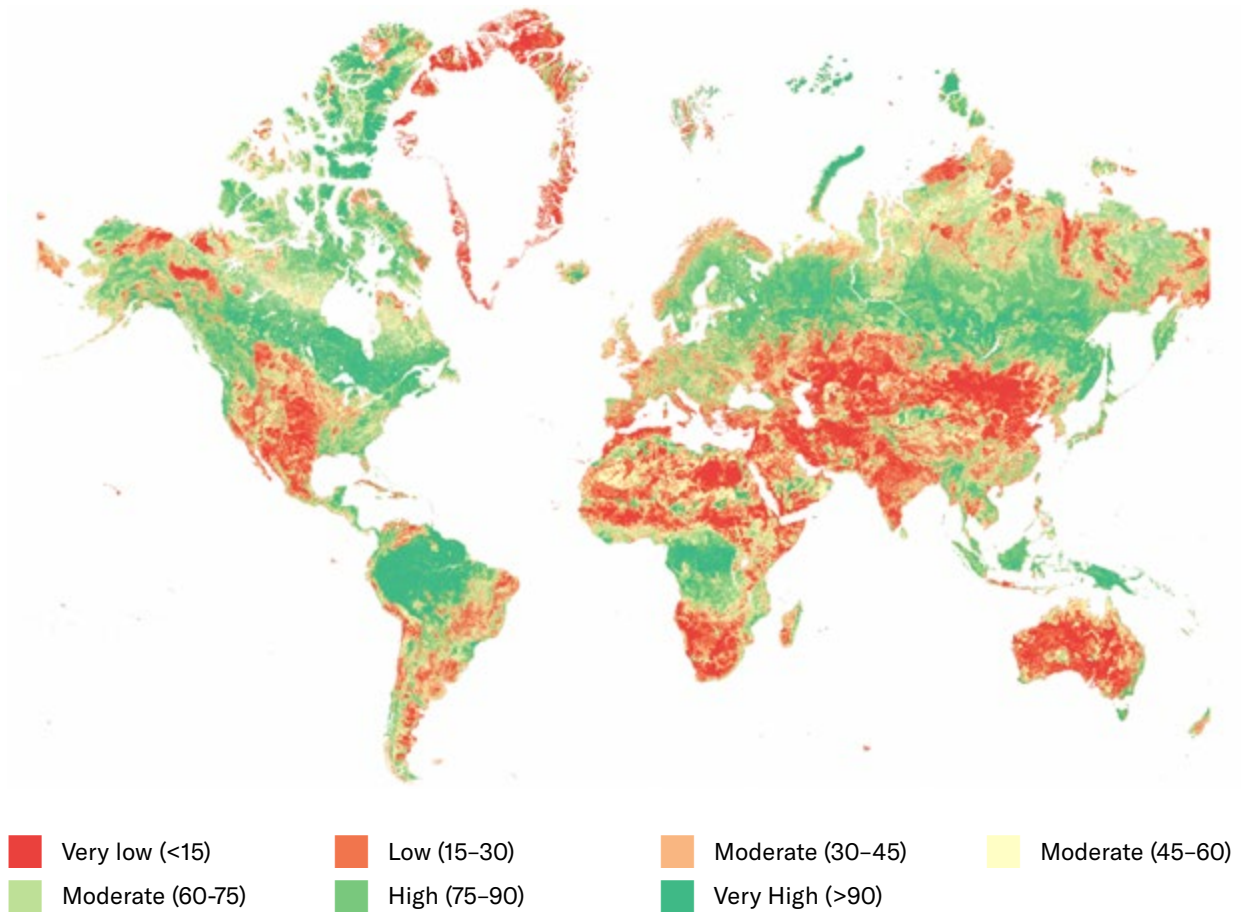 Very low (<15)
Low (15–30)
Moderate (30–45)
Moderate (45–60)
Moderate (60-75)
High (75–90)
Very High (>90)